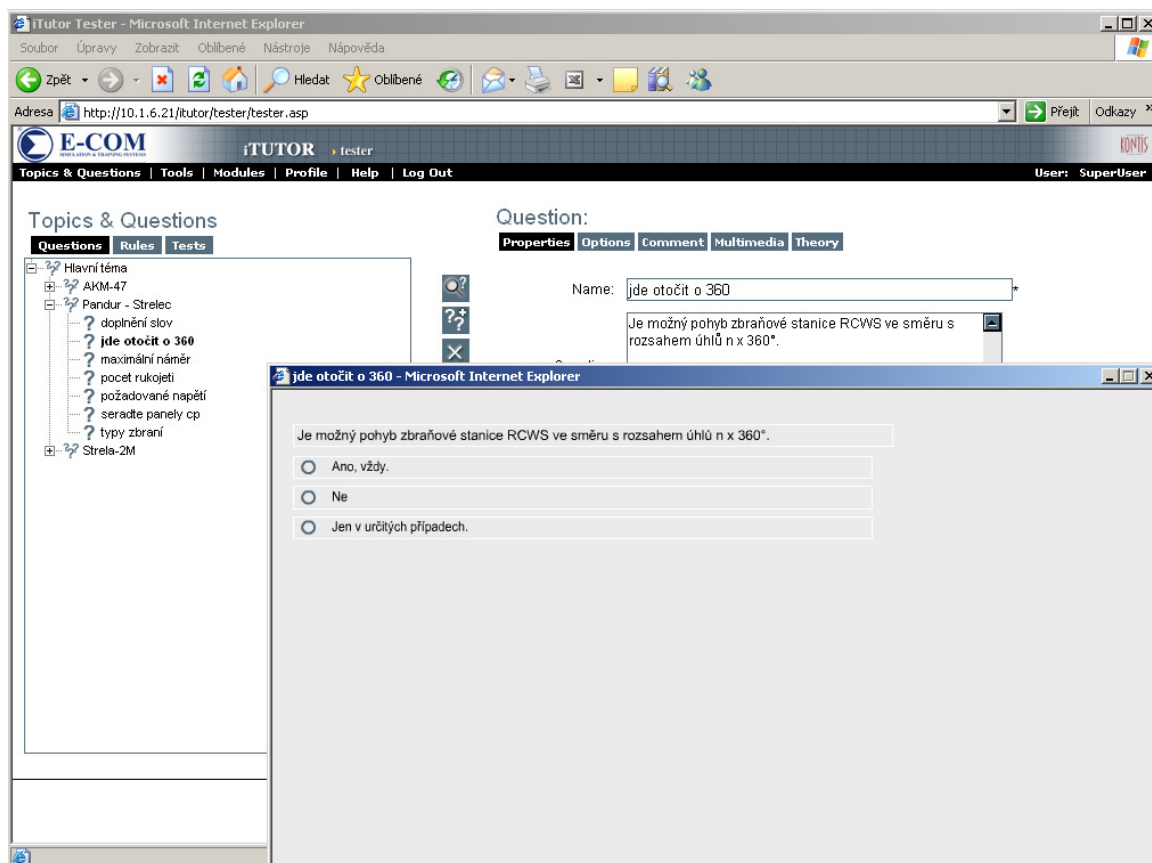 iTutor Tester - Microsoft Internet Explorer
Soubor Úpravy Zobrazit Oblíbené Nástroje Nápověda
Zpět Hledat Oblíbené
Adresa http://10.1.6.21/itutor/tester/tester.asp Přejít Odkazy »
E-COM
SIMULATION & TRAINING SYSTEMS
iTUTOR tester
KONTIS
Topics & Questions | Tools | Modules | Profile | Help | Log Out User: SuperUser
Topics & Questions
Questions Rules Tests
Hlavní téma
AKM-47
Pandur - Strelec
doplnění slov
jde otočit o 360
maximální náměr
pocet rukojeti
požadované napětí
seradte panely cp
typy zbraní
Strela-2M
Question:
Properties Options Comment Multimedia Theory
Name: jde otočit o 360 *
Je možný pohyb zbraňové stanice RCWS ve směru s
rozsahem úhlů n x 360°.
jde otočit o 360 - Microsoft Internet Explorer
Je možný pohyb zbraňové stanice RCWS ve směru s rozsahem úhlů n x 360°.
Ano, vždy.
Ne
Jen v určitých případech.